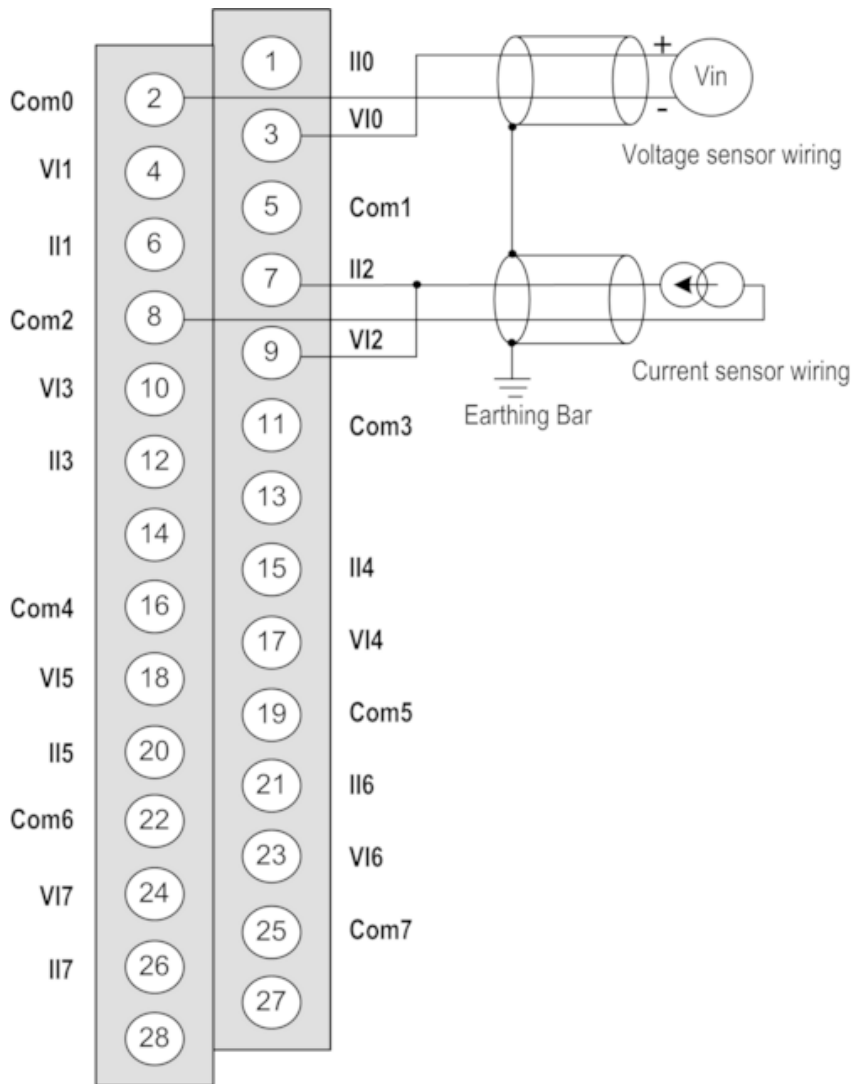 1 II0
+
Vin
Com0 2
-
3 VI0
Voltage sensor wiring
VI1 4
5 Com1
II1 6
7 II2
Com2 8
9 VI2
Current sensor wiring
VI3 10
Earthing Bar
11 Com3
II3 12
13
14
15 II4
Com4 16
17 VI4
VI5 18
19 Com5
II5 20
21 II6
Com6 22
23 VI6
VI7 24
25 Com7
II7 26
27
28